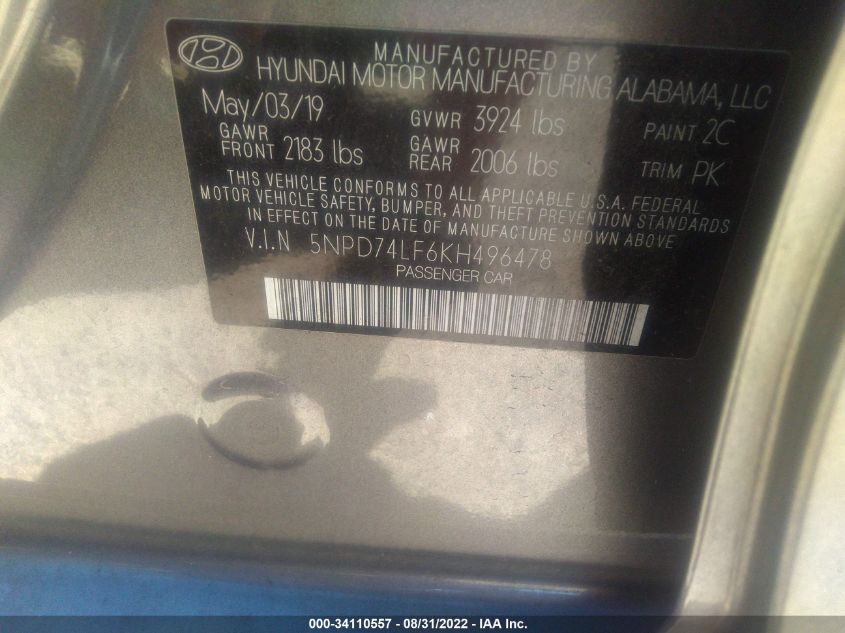 MANUFACTURED BY
HYUNDAI MOTOR MANUFACTURING ALABAMA, LLC
May/03/19 GVWR 3924 lbs PAINT 2C
GAWR FRONT 2183 lbs GAWR REAR 2006 lbs TRIM PK
THIS VEHICLE CONFORMS TO ALL APPLICABLE U.S.A. FEDERAL
MOTOR VEHICLE SAFETY, BUMPER, AND THEFT PREVENTION STANDARDS
IN EFFECT ON THE DATE OF MANUFACTURE SHOWN ABOVE.
V.I.N 5NPD74LF6KH496478
PASSENGER CAR
000-34110557 - 08/31/2022 - IAA Inc.